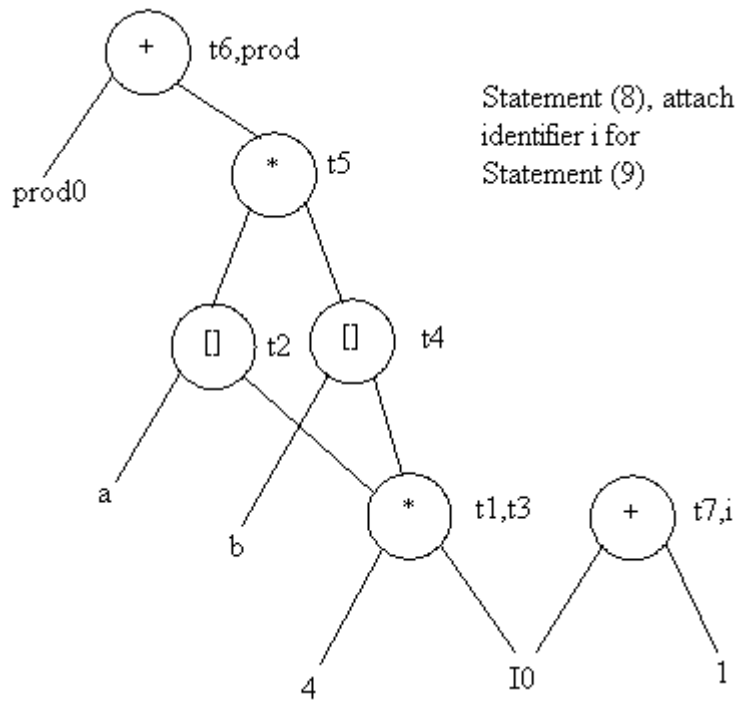 + t6,prod
Statement (8), attach
identifier i for
Statement (9)
* t5
prod0
[] t2 [] t4
a
b
* t1,t3 + t7,i
4 I0 1